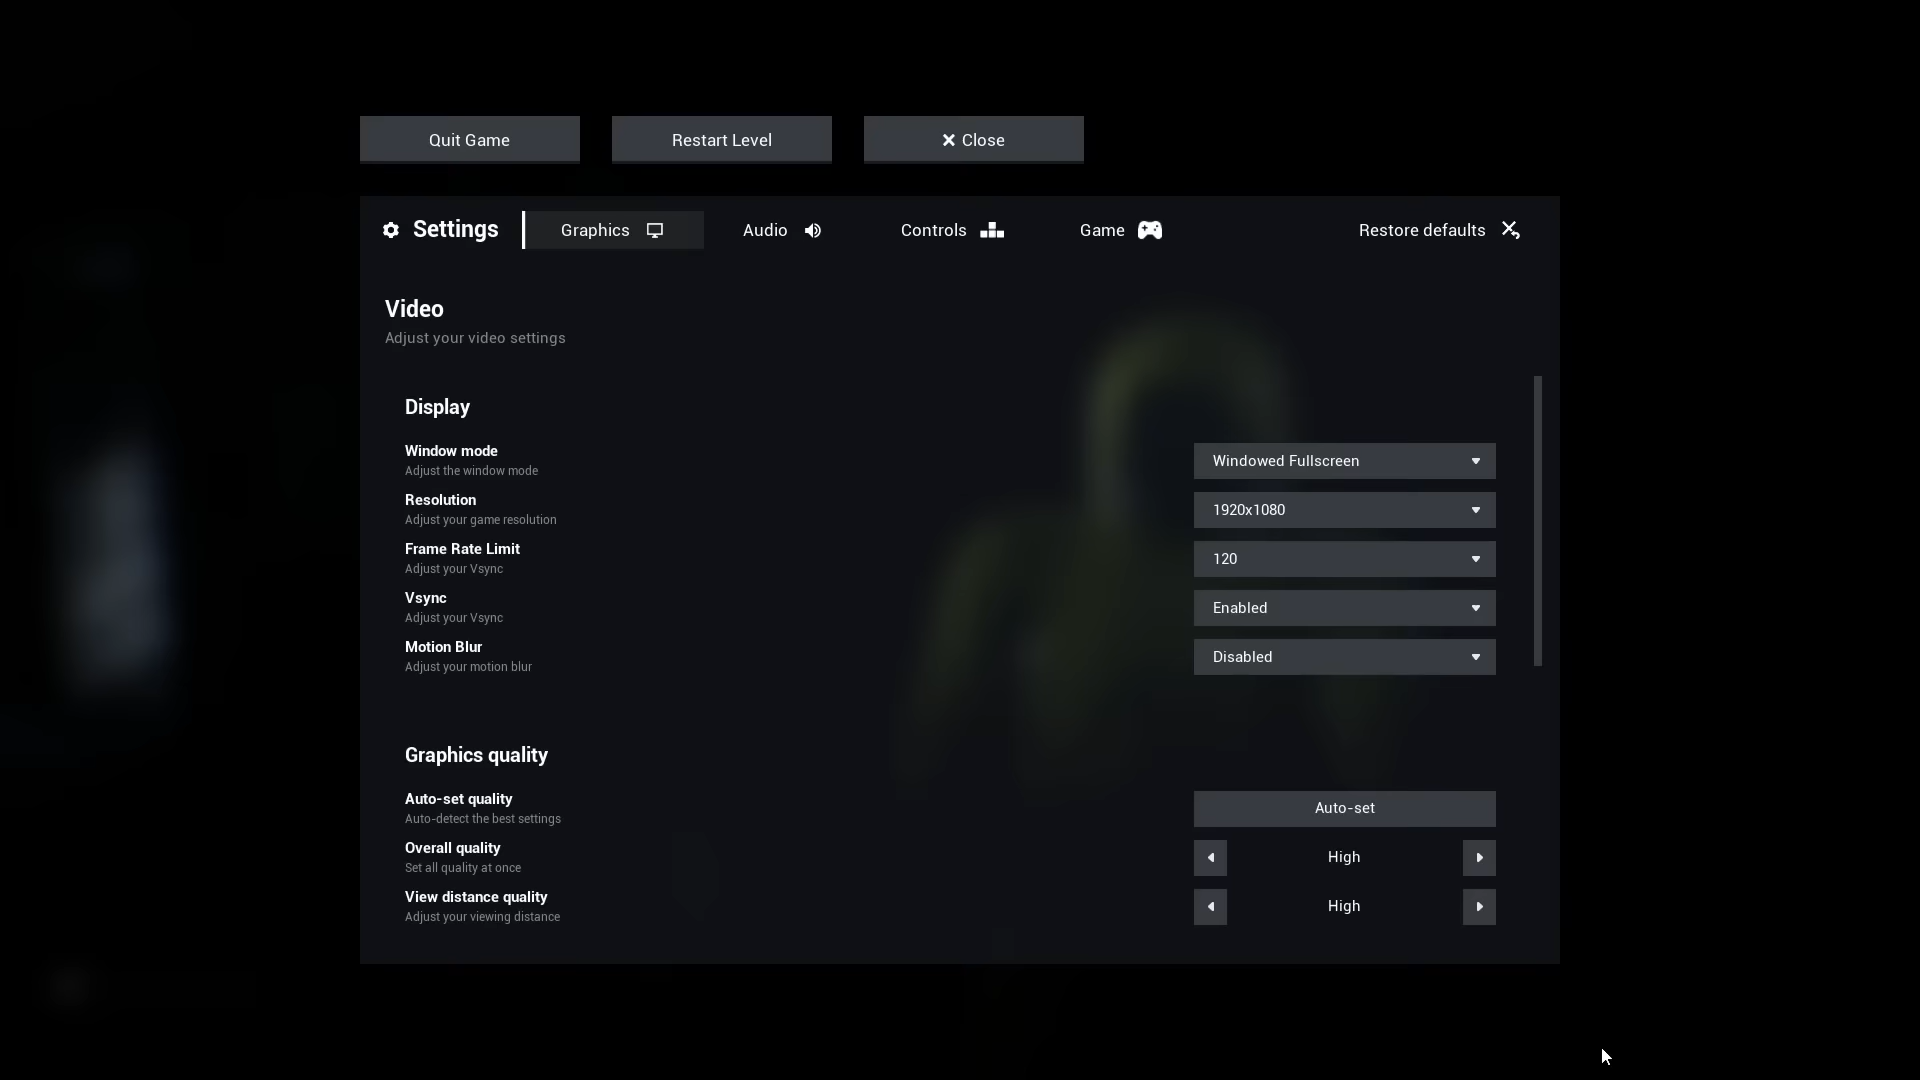 Quit Game
Restart Level
Close
Settings
Graphics
Audio
Controls
Game
Restore defaults
Video
Adjust your video settings
Display
Window mode
Adjust the window mode
Windowed Fullscreen
Resolution
Adjust your game resolution
1920x1080
Frame Rate Limit
Adjust your Vsync
120
Vsync
Adjust your Vsync
Enabled
Motion Blur
Adjust your motion blur
Disabled
Graphics quality
Auto-set quality
Auto-detect the best settings
Auto-set
Overall quality
Set all quality at once
High
View distance quality
Adjust your viewing distance
High